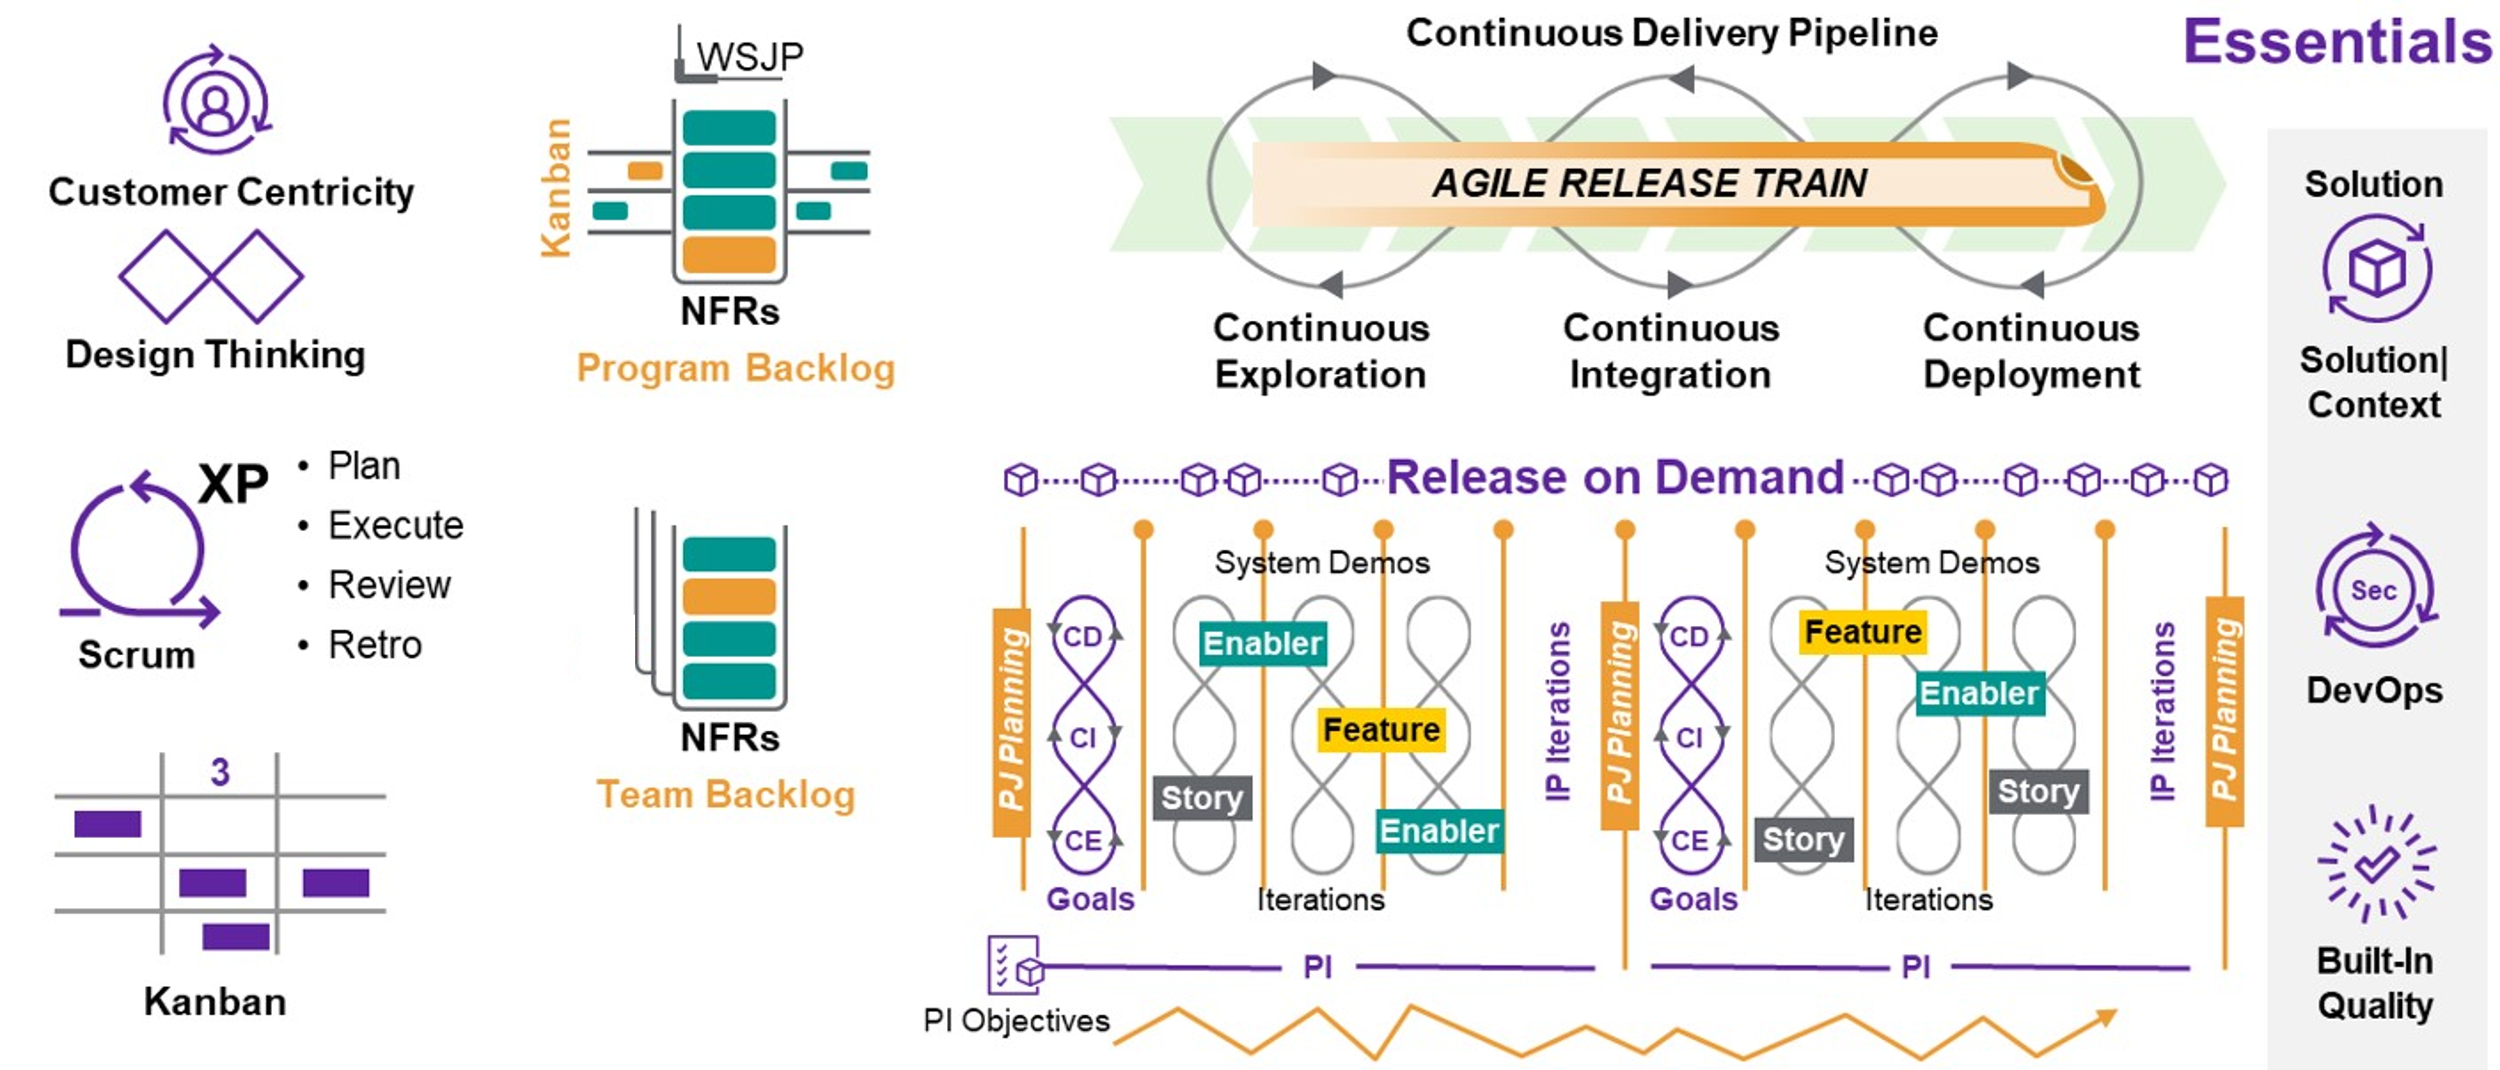 Essentials
Customer Centricity
Design Thinking
XP
Scrum
• Plan
• Execute
• Review
• Retro
3
Kanban
WSJP
Kanban
NFRs
Program Backlog
NFRs
Team Backlog
Continuous Delivery Pipeline
AGILE RELEASE TRAIN
Continuous
Exploration
Continuous
Integration
Continuous
Deployment
Release on Demand
System Demos
System Demos
PJ Planning
CD
CI
CE
Goals
Enabler
Feature
Story
Enabler
Iterations
IP Iterations
PJ Planning
CD
CI
CE
Goals
Feature
Enabler
Story
Story
Iterations
IP Iterations
PJ Planning
PI
PI
PI Objectives
Solution
Solution|
Context
Sec
DevOps
Built-In
Quality